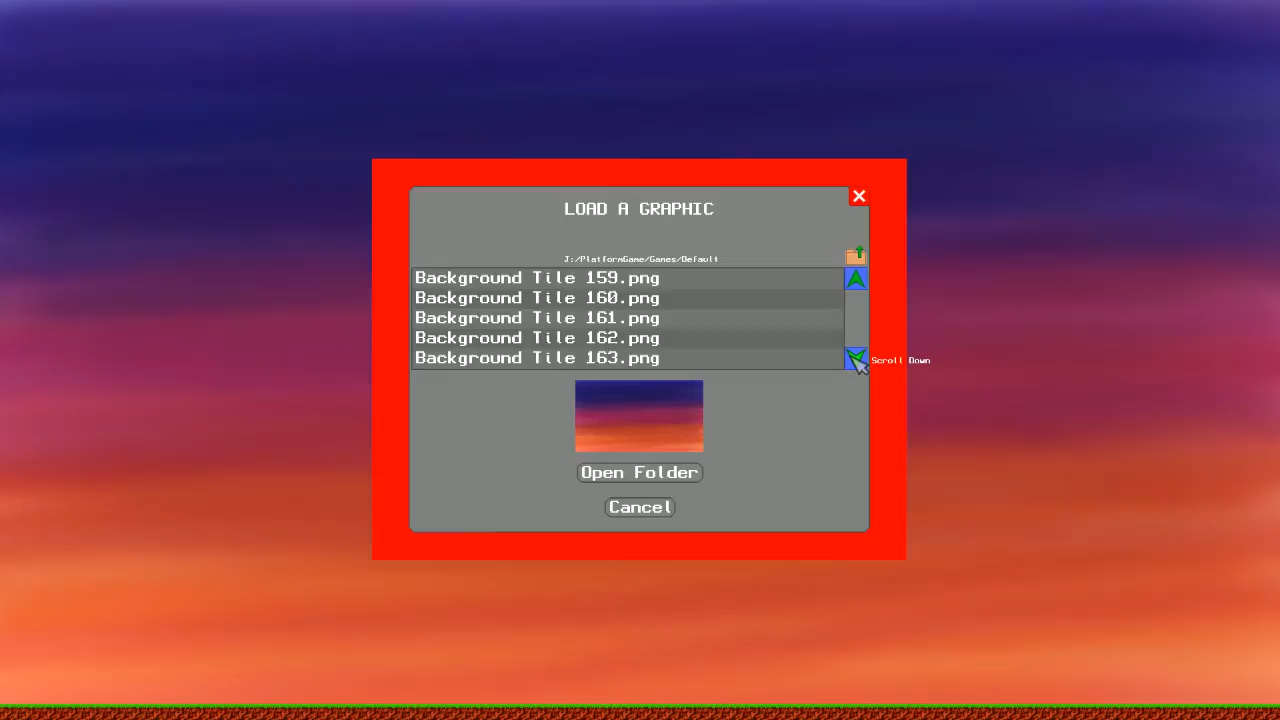 LOAD A GRAPHIC
J:/PlatformGame/Games/Default
Background Tile 159.png
Background Tile 160.png
Background Tile 161.png
Background Tile 162.png
Background Tile 163.png
Scroll Down
Open Folder
Cancel